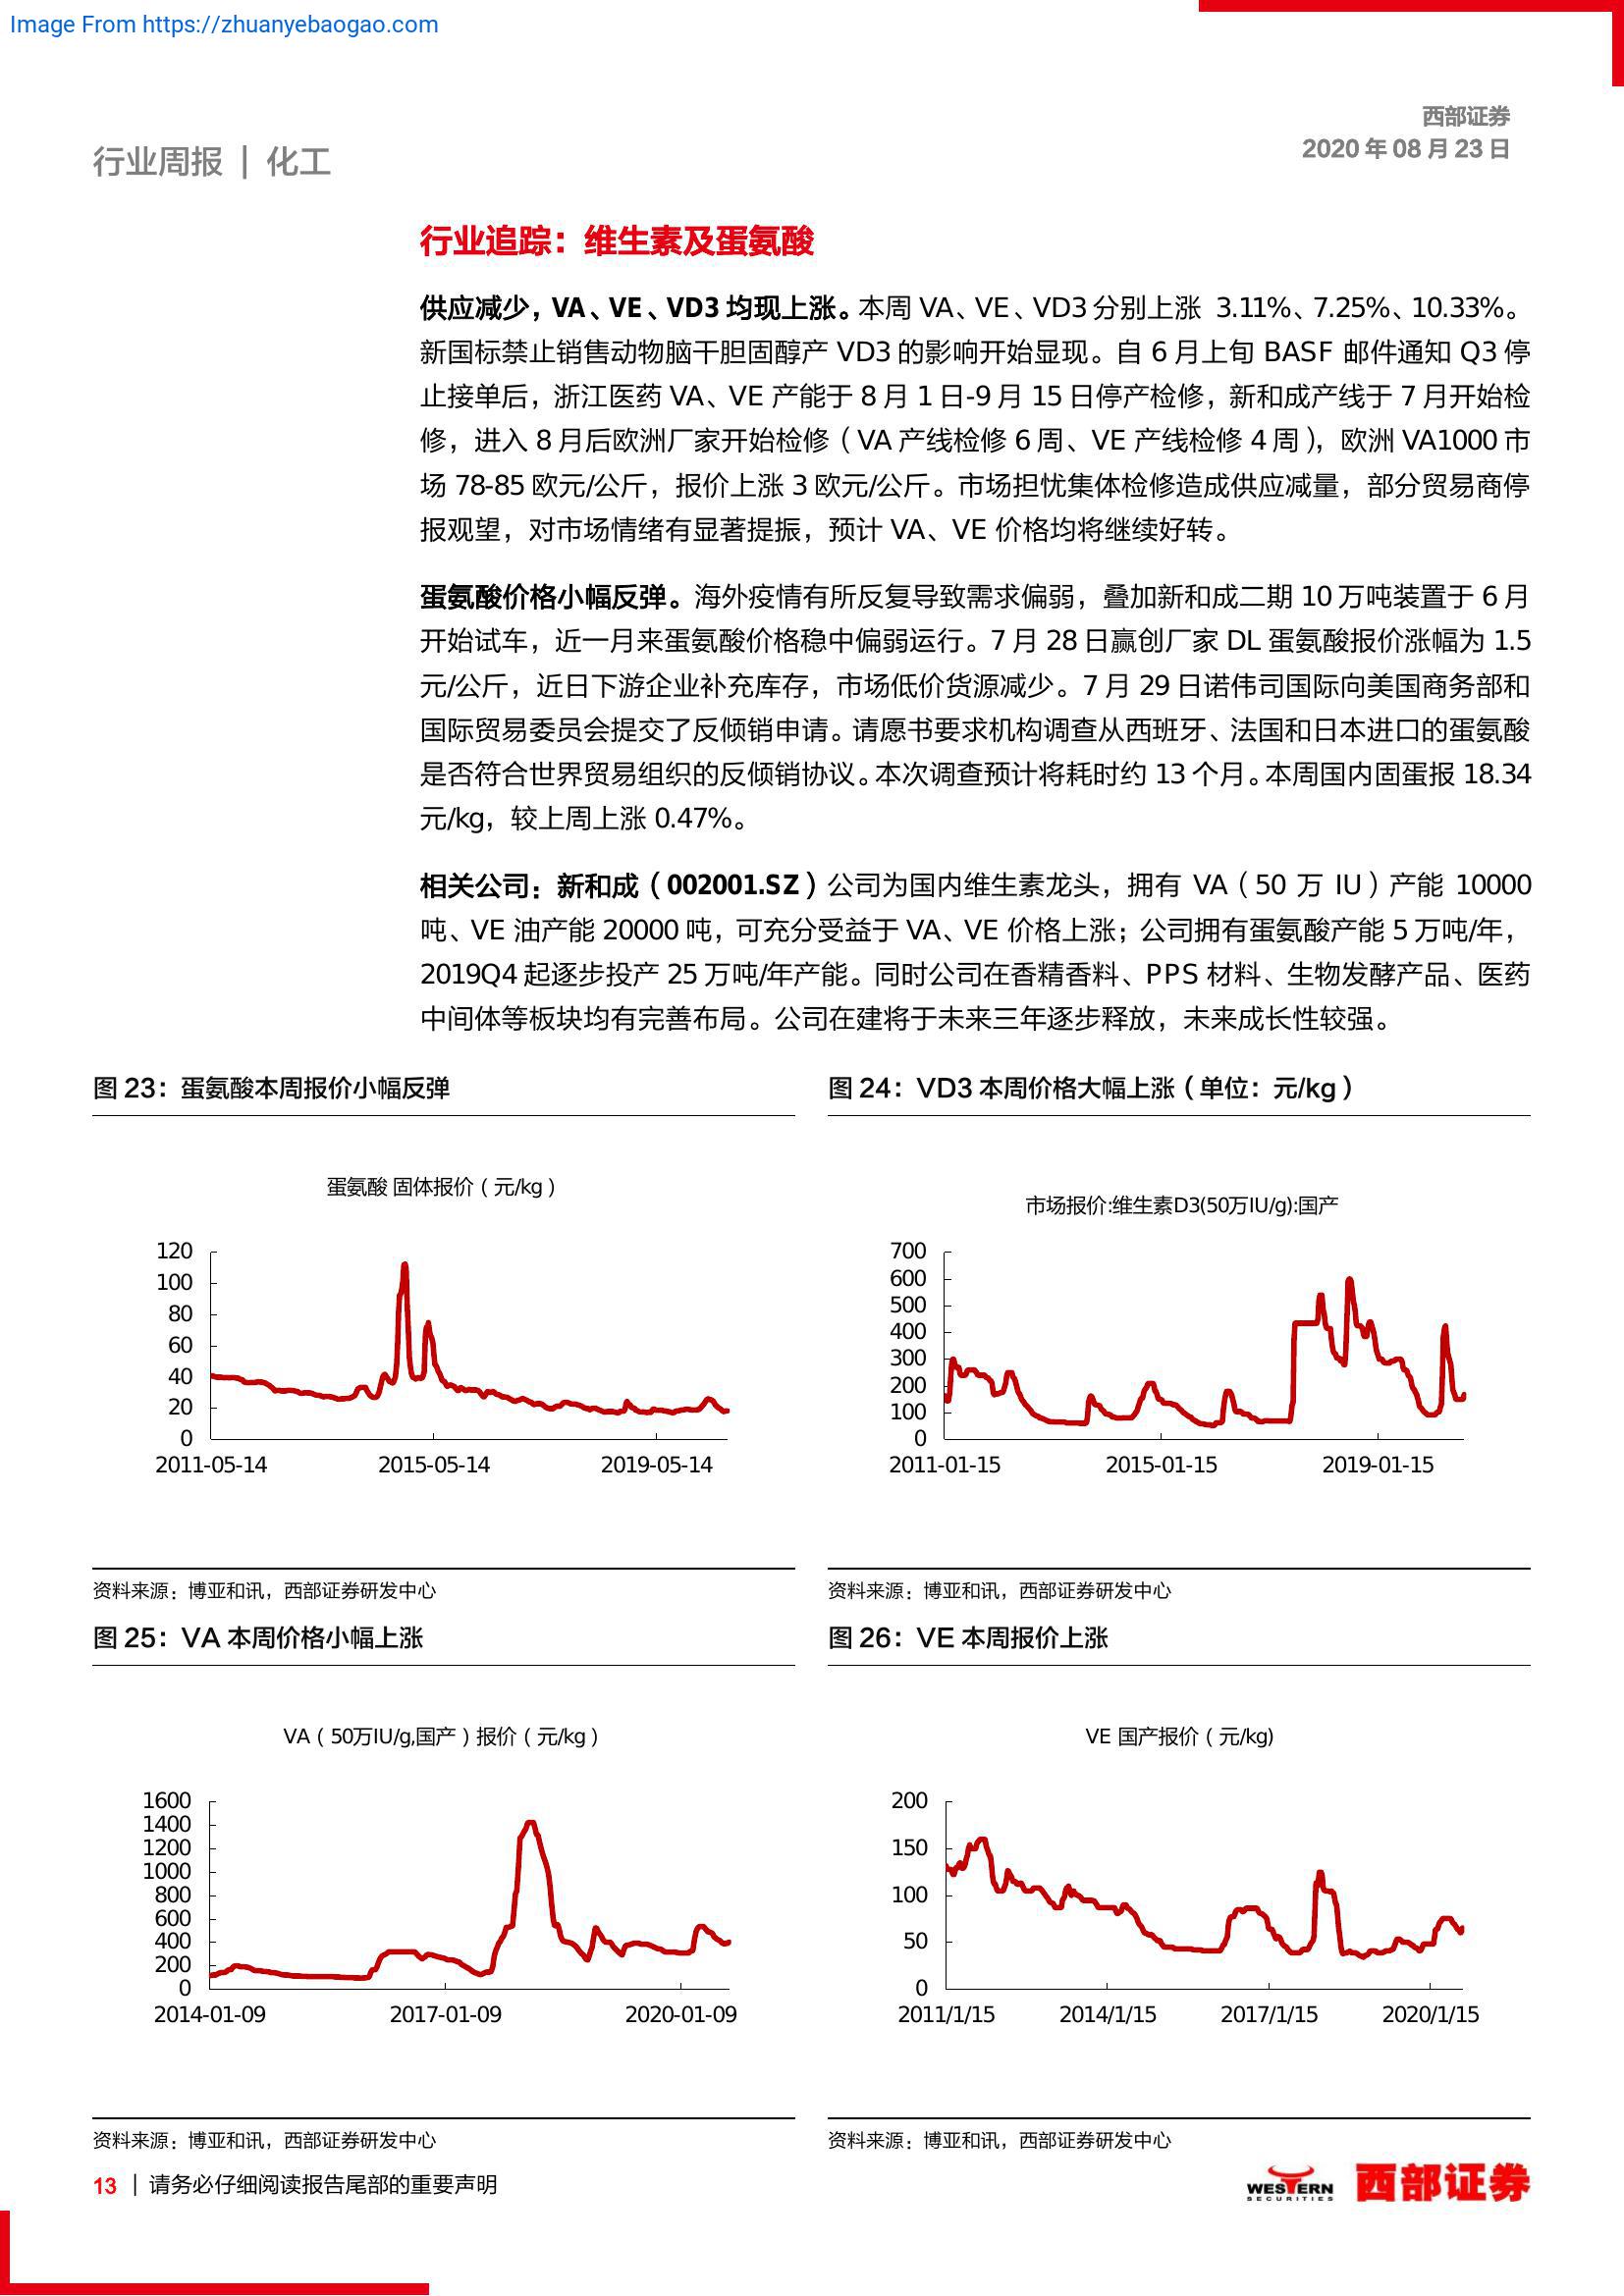 Image From https://zhuanyebaogao.com
西部证券
2020 年 08 月 23 日
行业周报 | 化工
行业追踪：维生素及蛋氨酸
供应减少，VA、VE、VD3 均现上涨。本周 VA、VE、VD3 分别上涨 3.11%、7.25%、10.33%。
新国标禁止销售动物脑干胆固醇产 VD3 的影响开始显现。自 6 月上旬 BASF 邮件通知 Q3 停
止接单后，浙江医药 VA、VE 产能于 8 月 1 日-9 月 15 日停产检修，新和成产线于 7 月开始检
修，进入 8 月后欧洲厂家开始检修（VA 产线检修 6 周、VE 产线检修 4 周），欧洲 VA1000 市
场 78-85 欧元/公斤，报价上涨 3 欧元/公斤。市场担忧集体检修造成供应减量，部分贸易商停
报观望，对市场情绪有显著提振，预计 VA、VE 价格均将继续好转。
蛋氨酸价格小幅反弹。海外疫情有所反复导致需求偏弱，叠加新和成二期 10 万吨装置于 6 月
开始试车，近一月来蛋氨酸价格稳中偏弱运行。7 月 28 日赢创厂家 DL 蛋氨酸报价涨幅为 1.5
元/公斤，近日下游企业补充库存，市场低价货源减少。7 月 29 日诺伟司国际向美国商务部和
国际贸易委员会提交了反倾销申请。请愿书要求机构调查从西班牙、法国和日本进口的蛋氨酸
是否符合世界贸易组织的反倾销协议。本次调查预计将耗时约 13 个月。本周国内固蛋报 18.34
元/kg，较上周上涨 0.47%。
相关公司：新和成（002001.SZ）公司为国内维生素龙头，拥有 VA（50 万 IU）产能 10000
吨、VE 油产能 20000 吨，可充分受益于 VA、VE 价格上涨；公司拥有蛋氨酸产能 5 万吨/年，
2019Q4 起逐步投产 25 万吨/年产能。同时公司在香精香料、PPS 材料、生物发酵产品、医药
中间体等板块均有完善布局。公司在建将于未来三年逐步释放，未来成长性较强。
图 23：蛋氨酸本周报价小幅反弹
蛋氨酸 固体报价（元/kg）
120
100
80
60
40
20
0
2011-05-14 2015-05-14 2019-05-14
资料来源：博亚和讯，西部证券研发中心
图 24：VD3 本周价格大幅上涨（单位：元/kg）
市场报价:维生素D3(50万IU/g):国产
700
600
500
400
300
200
100
0
2011-01-15 2015-01-15 2019-01-15
资料来源：博亚和讯，西部证券研发中心
图 25：VA 本周价格小幅上涨
VA（50万IU/g,国产）报价（元/kg）
1600
1400
1200
1000
800
600
400
200
0
2014-01-09 2017-01-09 2020-01-09
资料来源：博亚和讯，西部证券研发中心
图 26：VE 本周报价上涨
VE 国产报价（元/kg)
200
150
100
50
0
2011/1/15 2014/1/15 2017/1/15 2020/1/15
资料来源：博亚和讯，西部证券研发中心
13 | 请务必仔细阅读报告尾部的重要声明
WESTERN
SECURITIES
西部证券